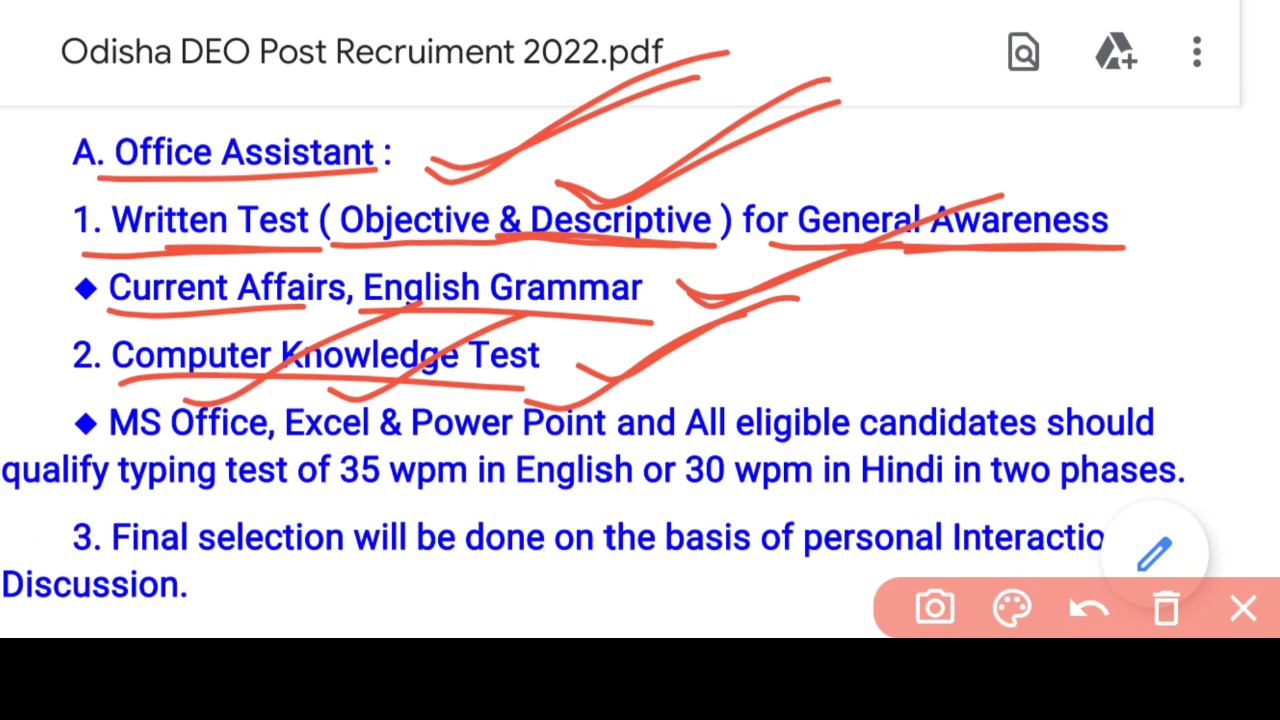 Odisha DEO Post Recruiment 2022.pdf
A. Office Assistant :
1. Written Test ( Objective & Descriptive ) for General Awareness
◆ Current Affairs, English Grammar
2. Computer Knowledge Test
◆ MS Office, Excel & Power Point and All eligible candidates should
qualify typing test of 35 wpm in English or 30 wpm in Hindi in two phases.
3. Final selection will be done on the basis of personal Interactio
Discussion.